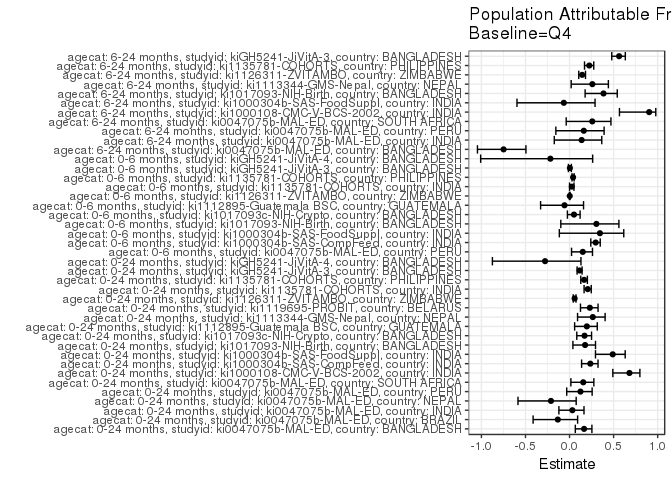 Population Attributable Fr
Baseline=Q4
agecat: 6-24 months, studyid: kiGH5241-JiVitA-3, country: BANGLADESH
agecat: 6-24 months, studyid: ki1135781-COHORTS, country: PHILIPPINES
agecat: 6-24 months, studyid: ki1126311-ZVITAMBO, country: ZIMBABWE
agecat: 6-24 months, studyid: ki1113344-GMS-Nepal, country: NEPAL
agecat: 6-24 months, studyid: ki1017093-NIH-Birth, country: BANGLADESH
agecat: 6-24 months, studyid: ki1000304b-SAS-FoodSuppl, country: INDIA
agecat: 6-24 months, studyid: ki1000108-CMC-V-BCS-2002, country: INDIA
agecat: 6-24 months, studyid: ki0047075b-MAL-ED, country: SOUTH AFRICA
agecat: 6-24 months, studyid: ki0047075b-MAL-ED, country: PERU
agecat: 6-24 months, studyid: ki0047075b-MAL-ED, country: INDIA
agecat: 6-24 months, studyid: ki0047075b-MAL-ED, country: BANGLADESH
agecat: 0-6 months, studyid: kiGH5241-JiVitA-4, country: BANGLADESH
agecat: 0-6 months, studyid: kiGH5241-JiVitA-3, country: BANGLADESH
agecat: 0-6 months, studyid: ki1135781-COHORTS, country: PHILIPPINES
agecat: 0-6 months, studyid: ki1135781-COHORTS, country: INDIA
agecat: 0-6 months, studyid: ki1126311-ZVITAMBO, country: ZIMBABWE
agecat: 0-6 months, studyid: ki1112895-Guatemala BSC, country: GUATEMALA
agecat: 0-6 months, studyid: ki1017093c-NIH-Crypto, country: BANGLADESH
agecat: 0-6 months, studyid: ki1017093-NIH-Birth, country: BANGLADESH
agecat: 0-6 months, studyid: ki1000304b-SAS-FoodSuppl, country: INDIA
agecat: 0-6 months, studyid: ki1000304b-SAS-CompFeed, country: INDIA
agecat: 0-6 months, studyid: ki0047075b-MAL-ED, country: PERU
agecat: 0-24 months, studyid: kiGH5241-JiVitA-4, country: BANGLADESH
agecat: 0-24 months, studyid: kiGH5241-JiVitA-3, country: BANGLADESH
agecat: 0-24 months, studyid: ki1135781-COHORTS, country: PHILIPPINES
agecat: 0-24 months, studyid: ki1135781-COHORTS, country: INDIA
agecat: 0-24 months, studyid: ki1126311-ZVITAMBO, country: ZIMBABWE
agecat: 0-24 months, studyid: ki1119695-PROBIT, country: BELARUS
agecat: 0-24 months, studyid: ki1113344-GMS-Nepal, country: NEPAL
agecat: 0-24 months, studyid: ki1112895-Guatemala BSC, country: GUATEMALA
agecat: 0-24 months, studyid: ki1017093c-NIH-Crypto, country: BANGLADESH
agecat: 0-24 months, studyid: ki1017093-NIH-Birth, country: BANGLADESH
agecat: 0-24 months, studyid: ki1000304b-SAS-FoodSuppl, country: INDIA
agecat: 0-24 months, studyid: ki1000304b-SAS-CompFeed, country: INDIA
agecat: 0-24 months, studyid: ki1000108-CMC-V-BCS-2002, country: INDIA
agecat: 0-24 months, studyid: ki0047075b-MAL-ED, country: SOUTH AFRICA
agecat: 0-24 months, studyid: ki0047075b-MAL-ED, country: PERU
agecat: 0-24 months, studyid: ki0047075b-MAL-ED, country: NEPAL
agecat: 0-24 months, studyid: ki0047075b-MAL-ED, country: INDIA
agecat: 0-24 months, studyid: ki0047075b-MAL-ED, country: BRAZIL
agecat: 0-24 months, studyid: ki0047075b-MAL-ED, country: BANGLADESH
-1.0 -0.5 0.0 0.5 1.0
Estimate